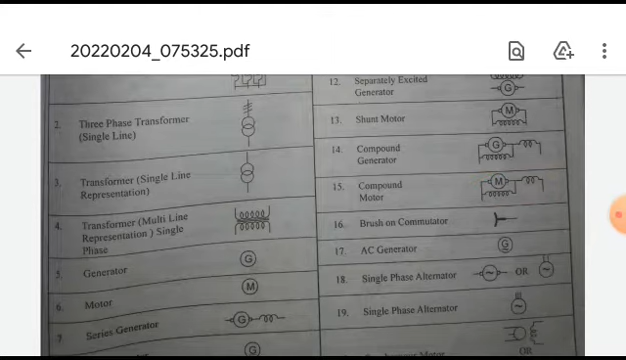 20220204_075325.pdf
2. Three Phase Transformer
(Single Line)
3. Transformer (Single Line
Representation)
4. Transformer (Multi Line
Representation ) Single
Phase
5. Generator
G
6. Motor
M
7. Series Generator
G
G
12. Separately Excited
Generator
G
13. Shunt Motor
M
14. Compound
Generator
G
15. Compound
Motor
M
16. Brush on Commutator
17. AC Generator
G
18. Single Phase Alternator
OR
19. Single Phase Alternator
OR